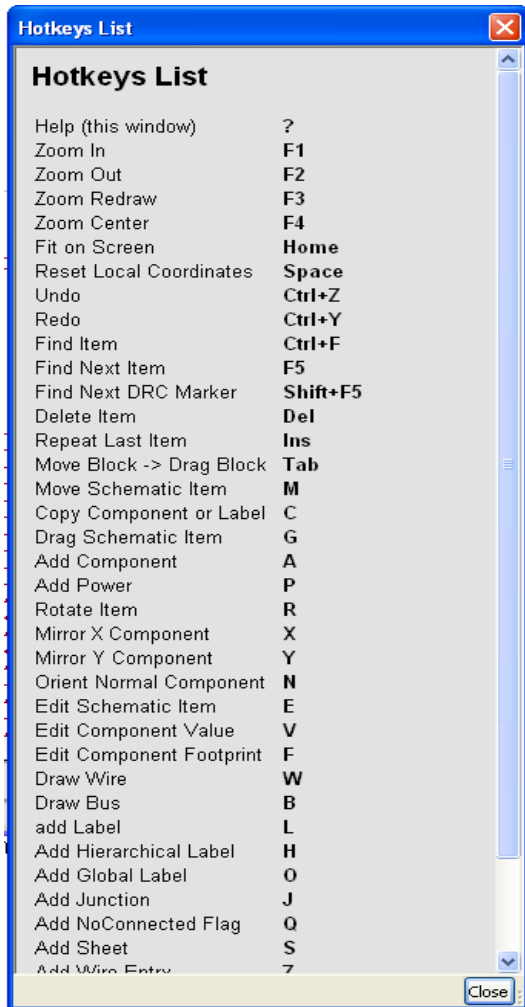 Hotkeys List
Hotkeys List
Help (this window) ?
Zoom In F1
Zoom Out F2
Zoom Redraw F3
Zoom Center F4
Fit on Screen Home
Reset Local Coordinates Space
Undo Ctrl+Z
Redo Ctrl+Y
Find Item Ctrl+F
Find Next Item F5
Find Next DRC Marker Shift+F5
Delete Item Del
Repeat Last Item Ins
Move Block -> Drag Block Tab
Move Schematic Item M
Copy Component or Label C
Drag Schematic Item G
Add Component A
Add Power P
Rotate Item R
Mirror X Component X
Mirror Y Component Y
Orient Normal Component N
Edit Schematic Item E
Edit Component Value V
Edit Component Footprint F
Draw Wire W
Draw Bus B
add Label L
Add Hierarchical Label H
Add Global Label O
Add Junction J
Add NoConnected Flag Q
Add Sheet S
Add Wire Entry Z
Close